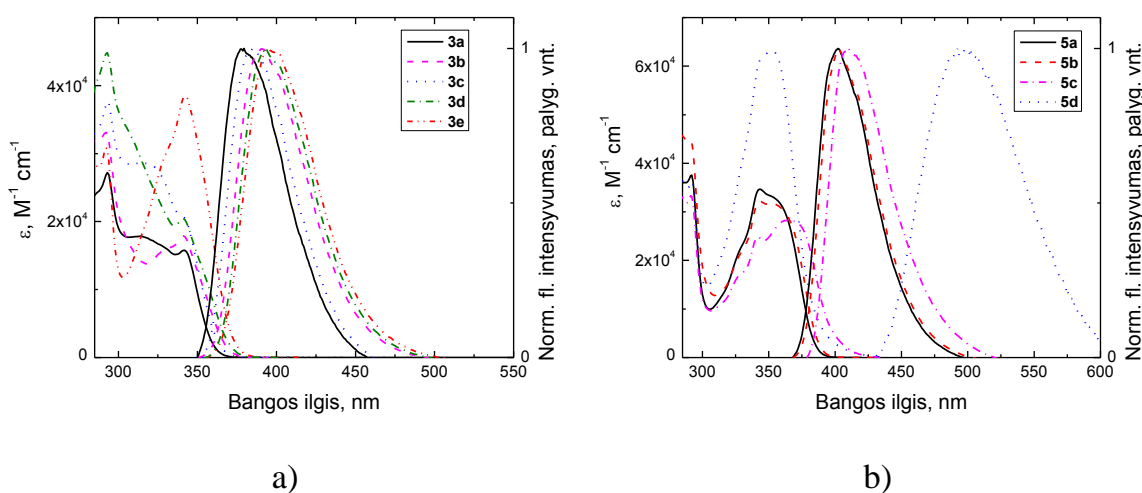 3a
3b
3c
3d
3e
4x10⁴
2x10⁴
0
ε, M⁻¹ cm⁻¹
1
Norm. fl. intensyvumas, palyg. vnt.
300 350 400 450 500 550
Bangos ilgis, nm
a)
5a
5b
5c
5d
6x10⁴
4x10⁴
2x10⁴
0
ε, M⁻¹ cm⁻¹
1
Norm. fl. intensyvumas, palyg. vnt.
300 350 400 450 500 550 600
Bangos ilgis, nm
b)